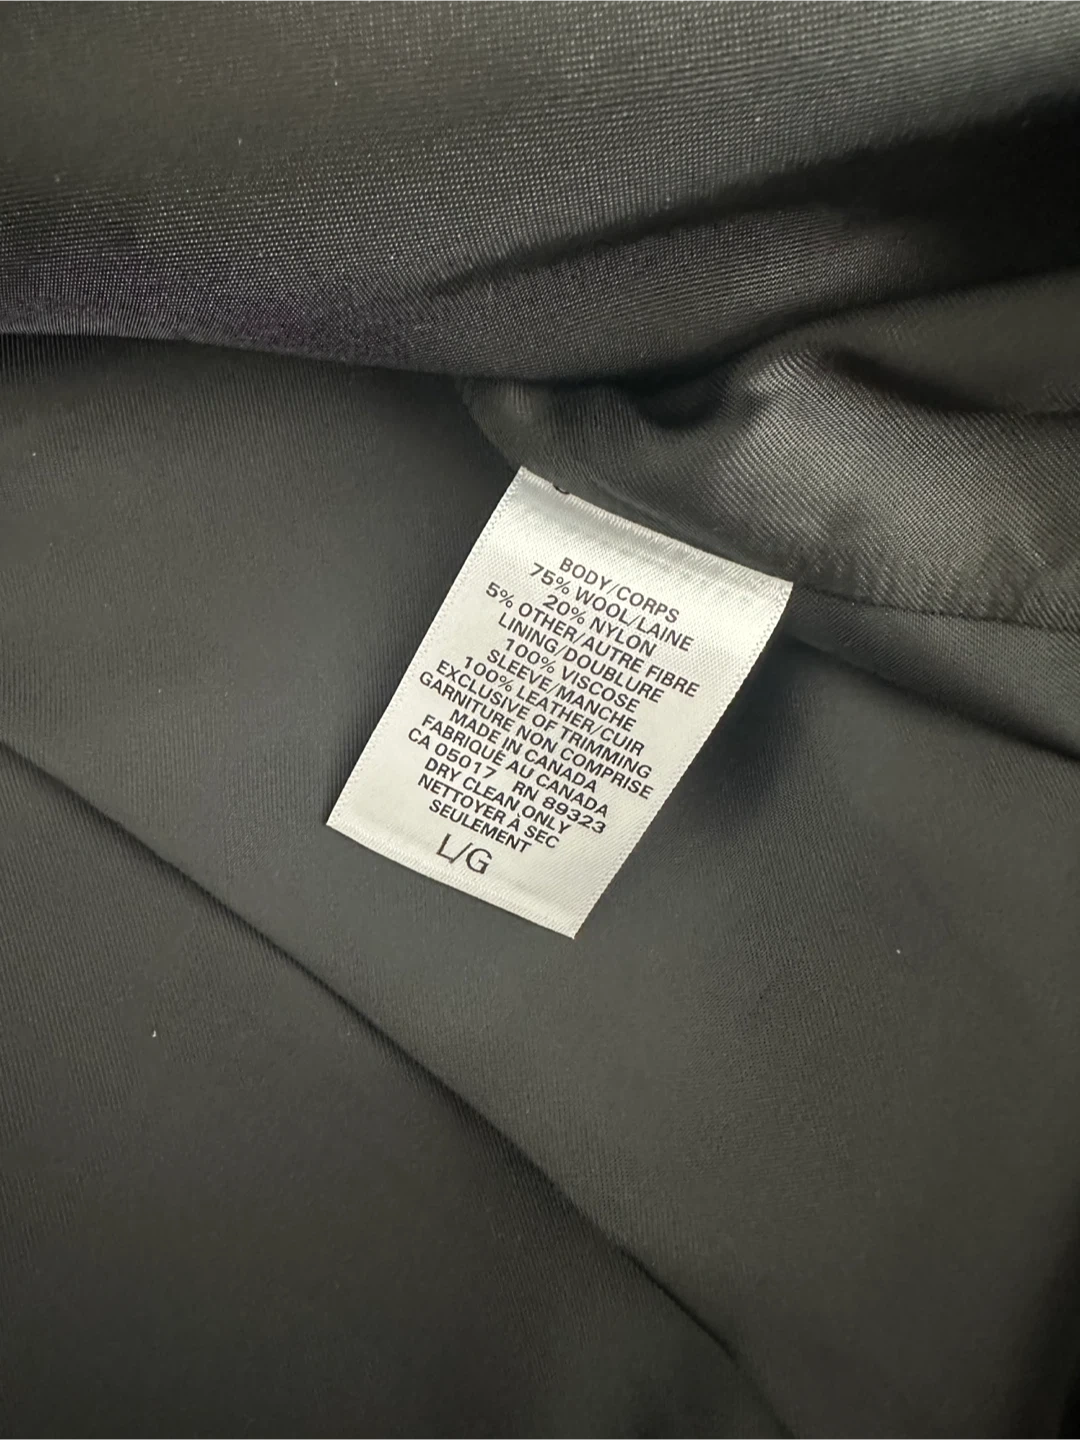 BODY/CORPS
75% WOOL/LAINE
20% NYLON
5% OTHER/AUTRE FIBRE
LINING/DOUBLURE
100% VISCOSE
SLEEVE/MANCHE
100% LEATHER/CUIR
EXCLUSIVE OF TRIMMING
GARNITURE NON COMPRISE
MADE IN CANADA
FABRIQUÉ AU CANADA
CA 05017 RN 89323
DRY CLEAN ONLY
NETTOYER À SEC
SEULEMENT
L/G